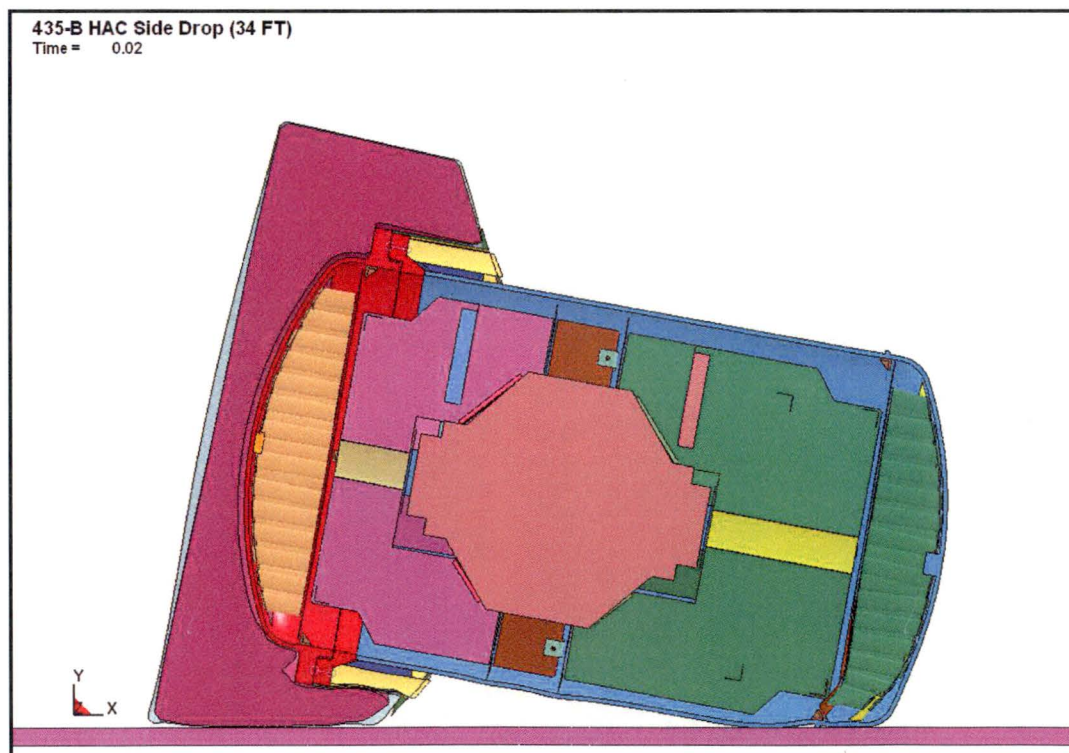 435-B HAC Side Drop (34 FT)
Time = 0.02
Y
X